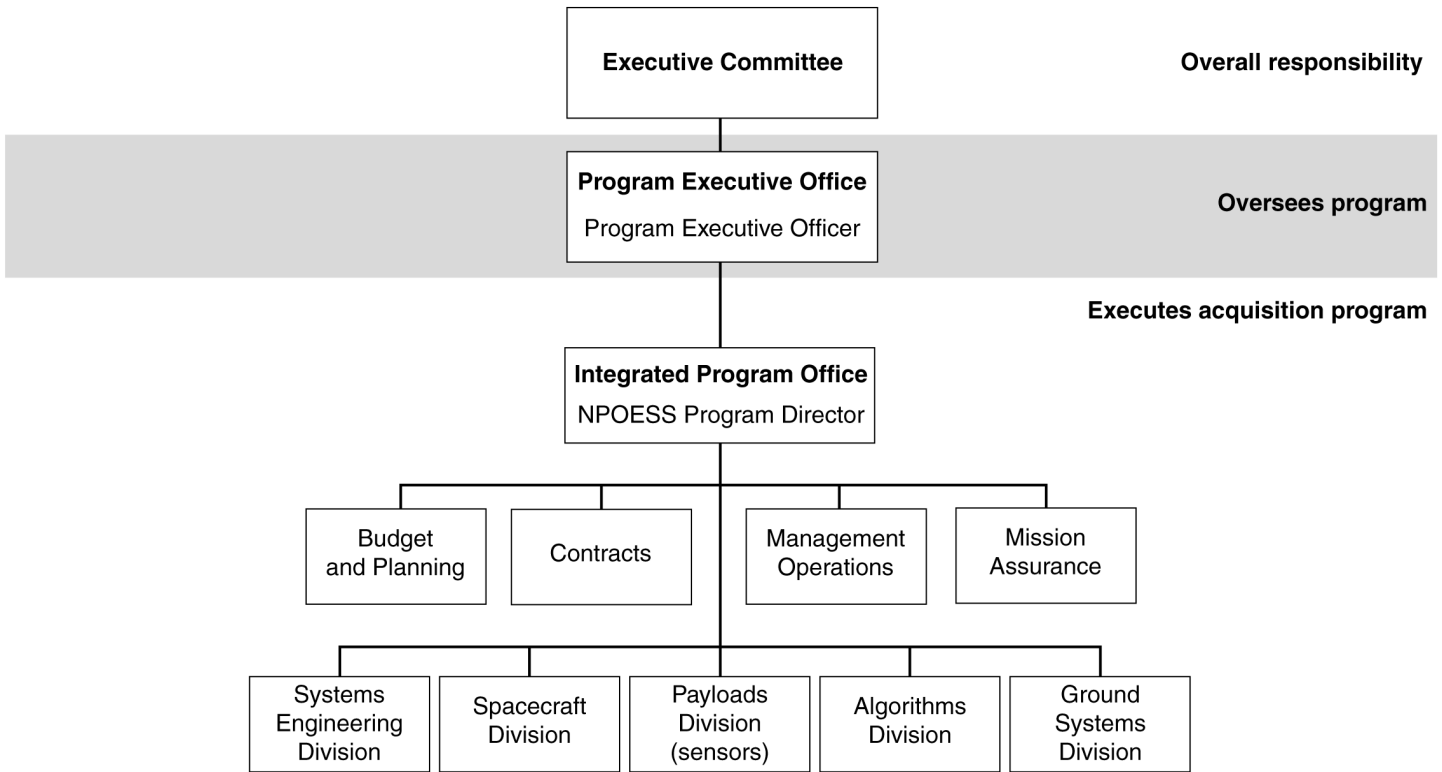 Executive Committee
Overall responsibility
Program Executive Office
Program Executive Officer
Oversees program
Executes acquisition program
Integrated Program Office
NPOESS Program Director
Budget
and Planning
Contracts
Management
Operations
Mission
Assurance
Systems
Engineering
Division
Spacecraft
Division
Payloads
Division
(sensors)
Algorithms
Division
Ground
Systems
Division